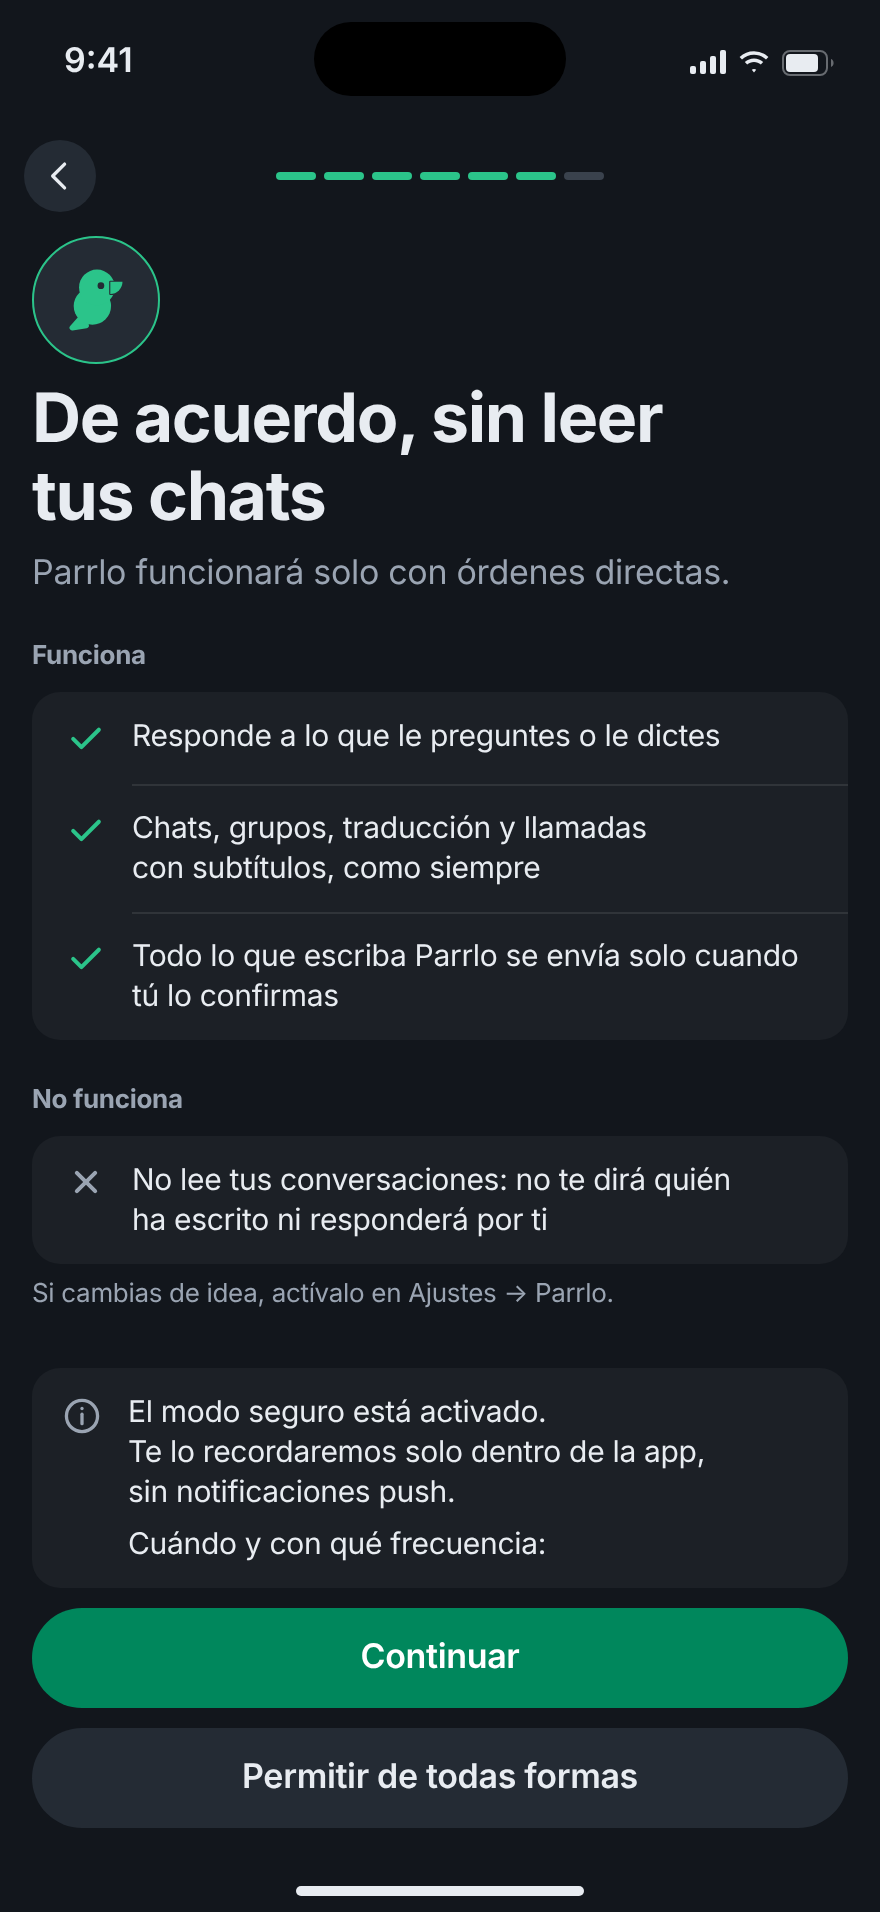 9:41
De acuerdo, sin leer
tus chats
Parrlo funcionará solo con órdenes directas.
Funciona
Responde a lo que le preguntes o le dictes
Chats, grupos, traducción y llamadas
con subtítulos, como siempre
Todo lo que escriba Parrlo se envía solo cuando
tú lo confirmas
No funciona
No lee tus conversaciones: no te dirá quién
ha escrito ni responderá por ti
Si cambias de idea, actívalo en Ajustes → Parrlo.
El modo seguro está activado.
Te lo recordaremos solo dentro de la app,
sin notificaciones push.
Cuándo y con qué frecuencia:
Continuar
Permitir de todas formas